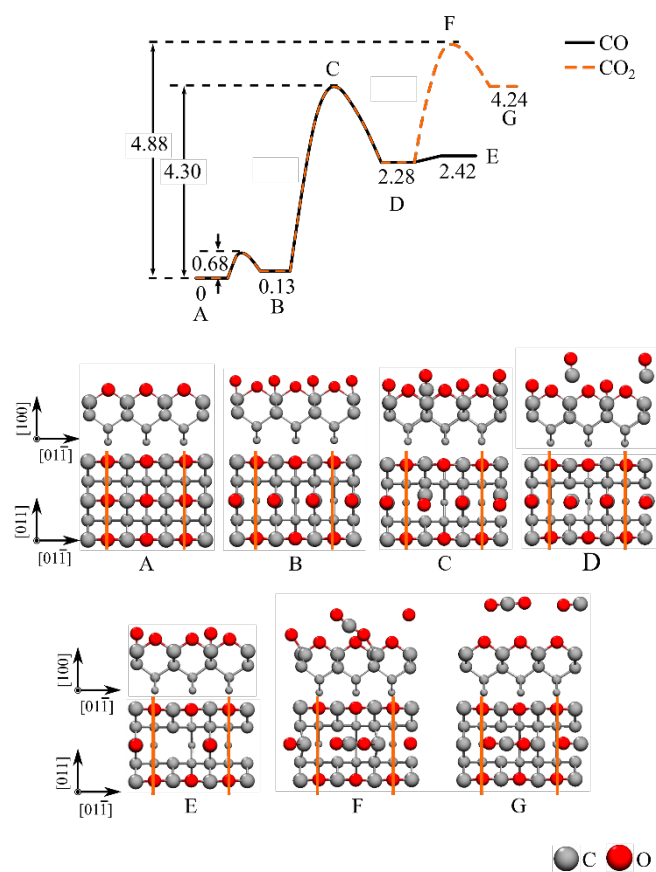 F
CO
CO2
C
4.24
G
4.88
4.30
E
2.28
2.42
D
0.68
0
0.13
A
B
[100]
[011̄]
[011]
[011̄]
A
B
C
D
[100]
[011̄]
[011]
[011̄]
E
F
G
C
O